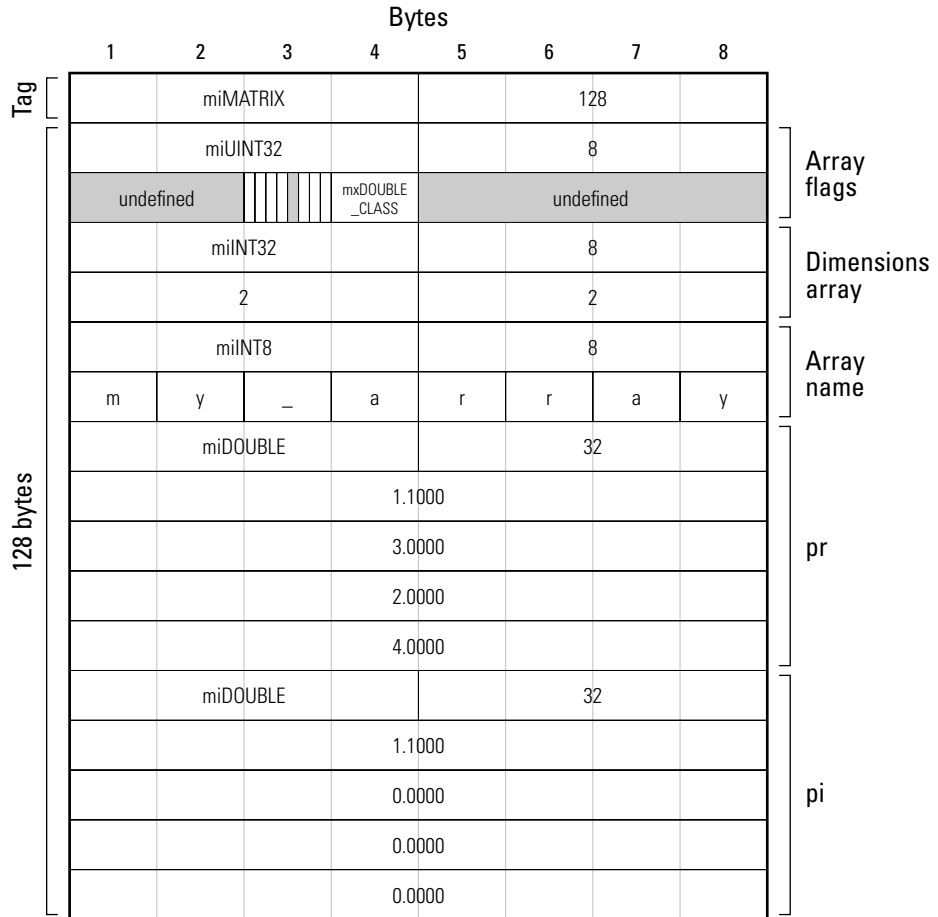 Bytes
1 2 3 4 5 6 7 8
Tag
miMATRIX 128
miUINT32 8
Array
flags
undefined mxDOUBLE
_CLASS undefined
miINT32 8
Dimensions
array
2 2
miINT8 8
Array
name
m y _ a r r a y
miDOUBLE 32
1.1000
128 bytes
3.0000
pr
2.0000
4.0000
miDOUBLE 32
1.1000
0.0000
pi
0.0000
0.0000